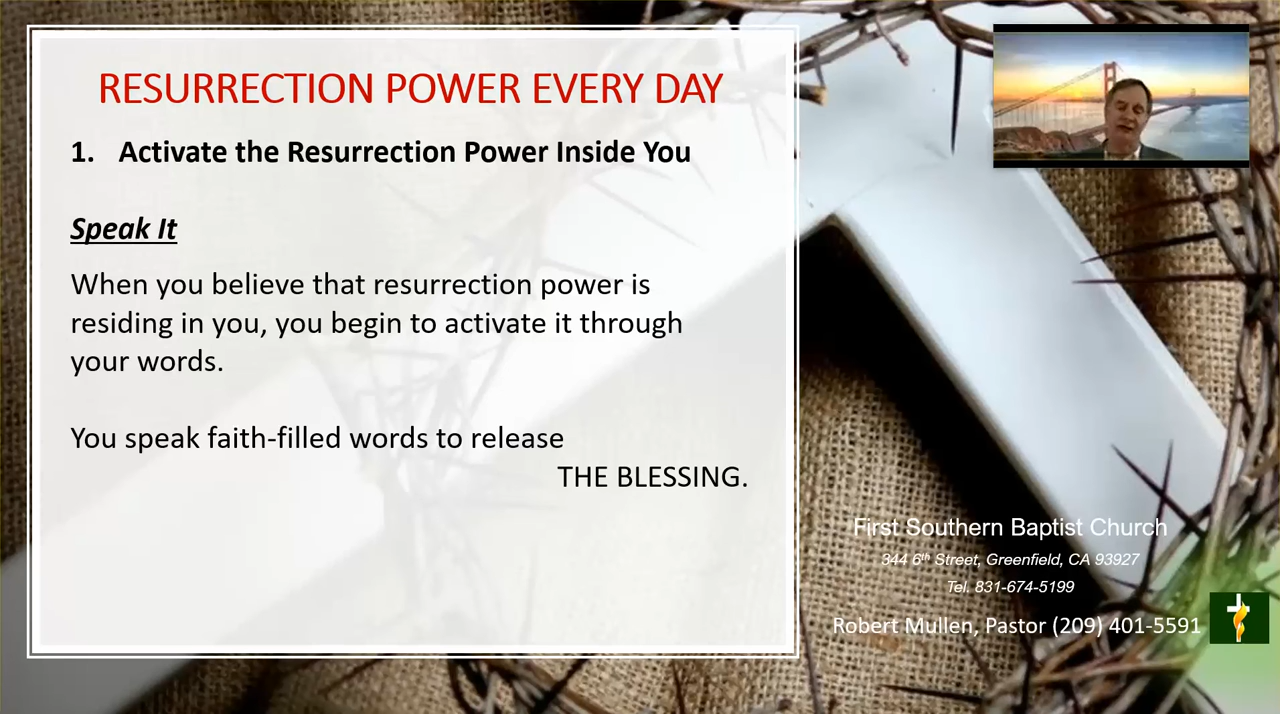 RESURRECTION POWER EVERY DAY
1. Activate the Resurrection Power Inside You
Speak It
When you believe that resurrection power is
residing in you, you begin to activate it through
your words.
You speak faith-filled words to release
THE BLESSING.
First Southern Baptist Church
344 6th Street, Greenfield, CA 93927
Tel. 831-674-5199
Robert Mullen, Pastor (209) 401-5591